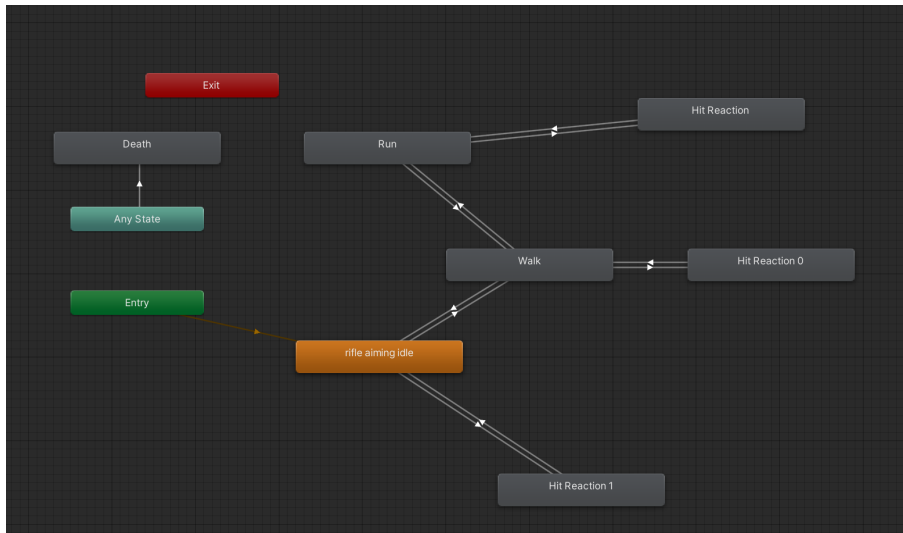 Exit
Hit Reaction
Death
Run
Any State
Walk
Hit Reaction 0
Entry
rifle aiming idle
Hit Reaction 1